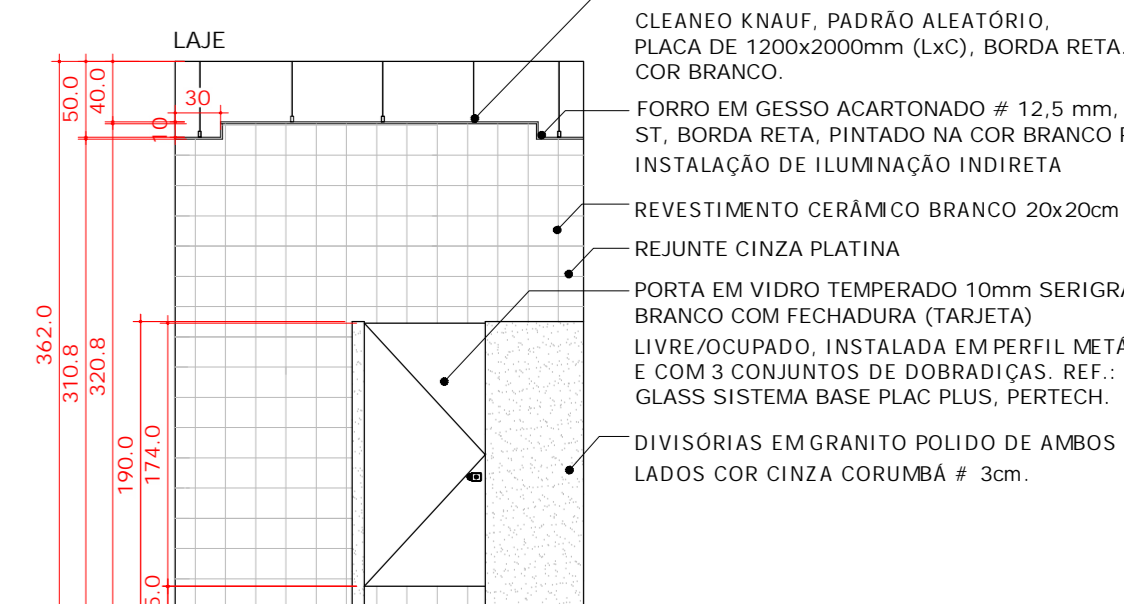 CLEANEO KNAUF, PADRÃO ALEATÓRIO,
PLACA DE 1200x2000mm (LxC), BORDA RETA.
COR BRANCO.
FORRO EM GESSO ACARTONADO # 12,5 mm,
ST, BORDA RETA, PINTADO NA COR BRANCO
INSTALAÇÃO DE ILUMINAÇÃO INDIRETA
REVESTIMENTO CERÂMICO BRANCO 20x20cm
REJUNTE CINZA PLATINA
PORTA EM VIDRO TEMPERADO 10mm
BRANCO COM FECHADURA (TARJETA)
LIVRE/OCUPADO, INSTALADA EM PERFIL
E COM 3 CONJUNTOS DE DOBRADIÇAS. REF.:
GLASS SISTEMA BASE PLAC PLUS, PERTECH.
DIVISÓRIAS EM GRANITO POLIDO DE AMBOS
LADOS COR CINZA CORUMBÁ # 3cm.
LAJE
50.0
40.0
30
10
362.0
310.8
320.8
190.0
174.0